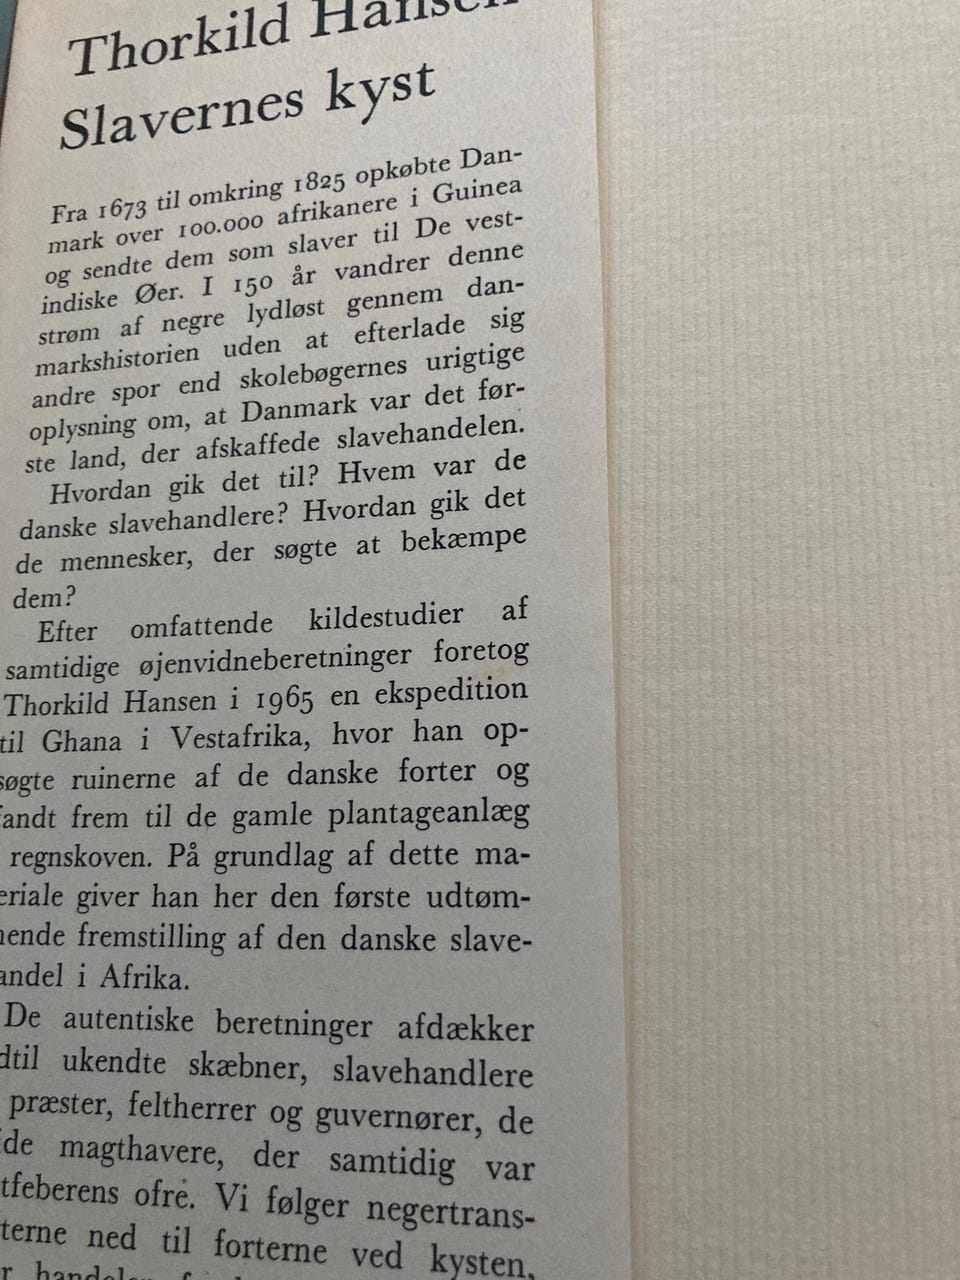 Thorkild Hansen
Slavernes kyst
Fra 1673 til omkring 1825 opkøbte Dan-
mark over 100.000 afrikanere i Guinea
og sendte dem som slaver til De vest-
indiske Øer. I 150 år vandrer denne
strøm af negre lydløst gennem dan-
markshistorien uden at efterlade sig
andre spor end skolebøgernes urigtige
oplysning om, at Danmark var det før-
ste land, der afskaffede slavehandelen.
Hvordan gik det til? Hvem var de
danske slavehandlere? Hvordan gik det
de mennesker, der søgte at bekæmpe
dem?
Efter omfattende kildestudier af
samtidige øjenvidneberetninger foretog
Thorkild Hansen i 1965 en ekspedition
til Ghana i Vestafrika, hvor han op-
søgte ruinerne af de danske forter og
fandt frem til de gamle plantageanlæg
regnskoven. På grundlag af dette ma-
eriale giver han her den første udtøm-
nende fremstilling af den danske slave-
andel i Afrika.
De autentiske beretninger afdækker
dtil ukendte skæbner, slavehandlere
præster, feltherrer og guvernører, de
de magthavere, der samtidig var
tfeberens ofre. Vi følger negertrans-
terne ned til forterne ved kysten,